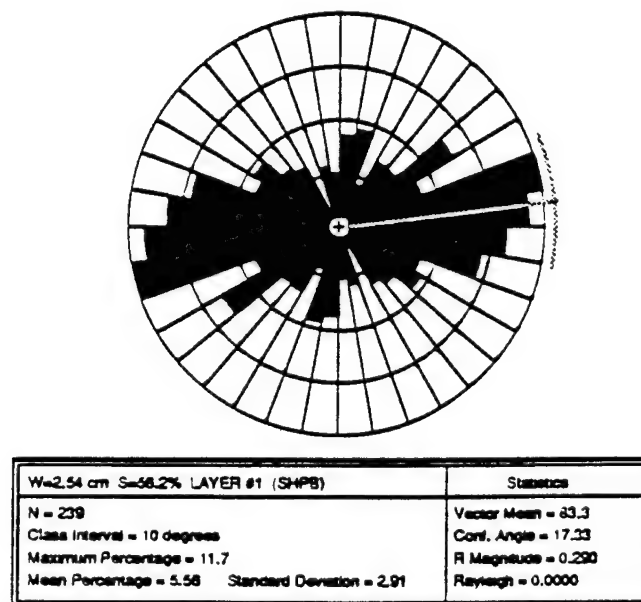 W=2.54 cm S=56.2% LAYER #1 (SHPB)
Statistics
N = 239
Class Interval = 10 degrees
Maximum Percentage = 11.7
Mean Percentage = 5.56 Standard Deviation = 2.91
Vector Mean = 83.3
Conf. Angle = 17.33
R Magnitude = 0.290
Rayleigh = 0.0000